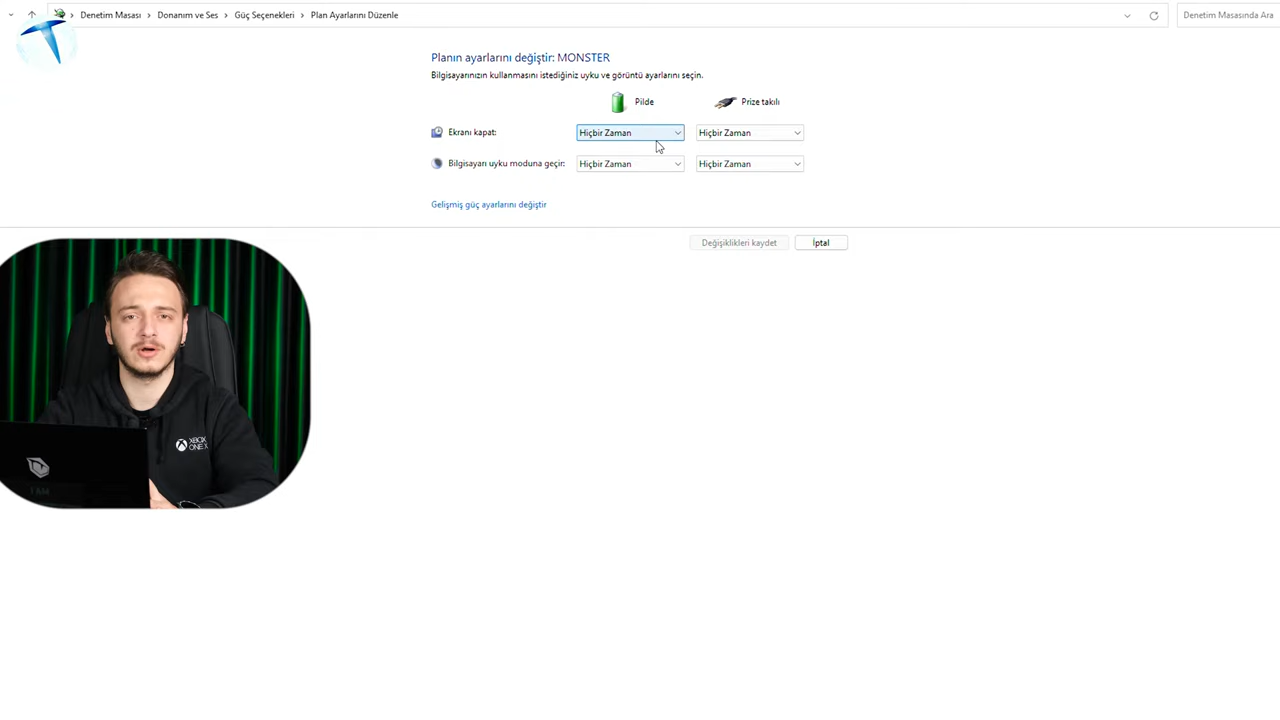 Denetim Masası > Donanım ve Ses > Güç Seçenekleri > Plan Ayarlarını Düzenle
Denetim Masasında Ara
Planın ayarlarını değiştir: MONSTER
Bilgisayarınızın kullanmasını istediğiniz uyku ve görüntü ayarlarını seçin.
Pilde
Prize takılı
Ekranı kapat:
Hiçbir Zaman
Hiçbir Zaman
Bilgisayarı uyku moduna geçir:
Hiçbir Zaman
Hiçbir Zaman
Gelişmiş güç ayarlarını değiştir
Değişiklikleri kaydet
İptal
XBOX
ONE X